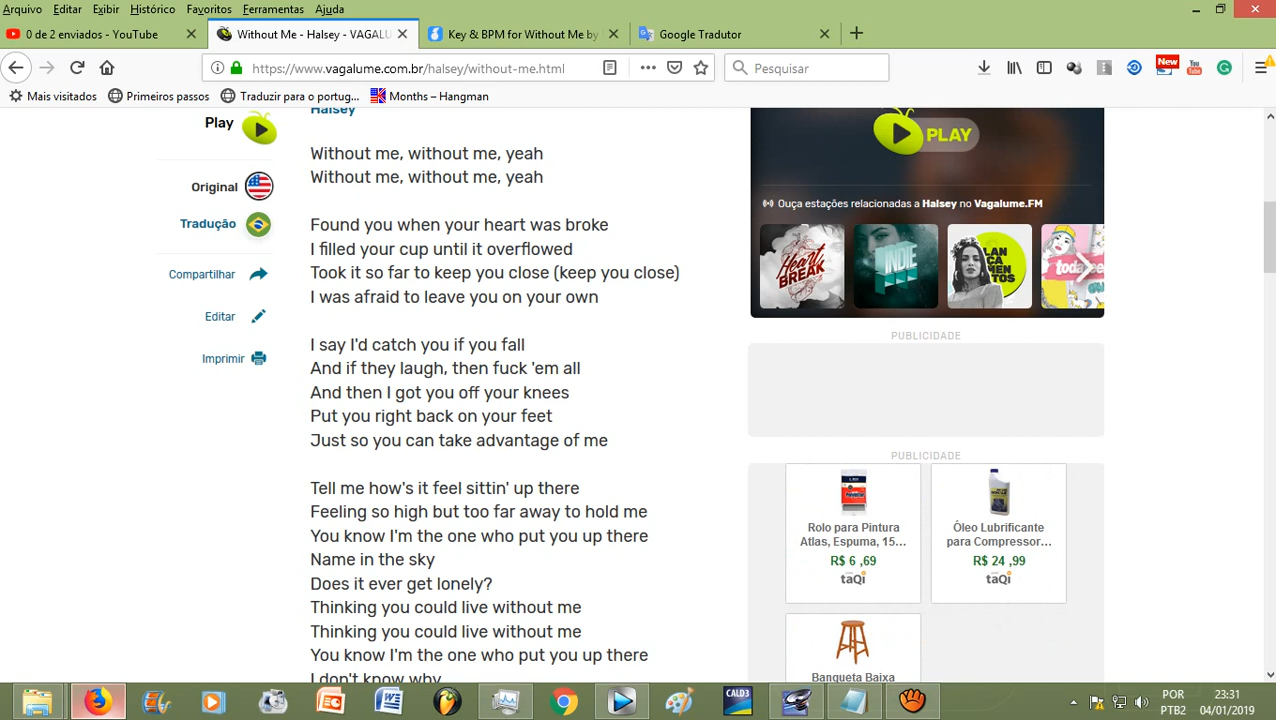 Arquivo Editar Exibir Histórico Favoritos Ferramentas Ajuda
0 de 2 enviados - YouTube Without Me - Halsey - VAGALU Key & BPM for Without Me by Google Tradutor
https://www.vagalume.com.br/halsey/without-me.html Pesquisar New You Tube
Mais visitados Primeiros passos Traduzir para o portug... Months – Hangman
Halsey
Play
Original
Tradução
Compartilhar
Editar
Imprimir
Without me, without me, yeah
Without me, without me, yeah
Found you when your heart was broke
I filled your cup until it overflowed
Took it so far to keep you close (keep you close)
I was afraid to leave you on your own
I say I'd catch you if you fall
And if they laugh, then fuck 'em all
And then I got you off your knees
Put you right back on your feet
Just so you can take advantage of me
Tell me how's it feel sittin' up there
Feeling so high but too far away to hold me
You know I'm the one who put you up there
Name in the sky
Does it ever get lonely?
Thinking you could live without me
Thinking you could live without me
You know I'm the one who put you up there
I don't know why
PLAY
Ouça estações relacionadas a Halsey no Vagalume.FM
Heart BREAK
INDIE
LANÇAMENTOS
PUBLICIDADE
PUBLICIDADE
Rolo para Pintura
Atlas, Espuma, 15...
R$ 6 ,69
taQi
Óleo Lubrificante
para Compressor...
R$ 24 ,99
taQi
Banqueta Baixa
CALD3
POR
PTB2
23:31
04/01/2019